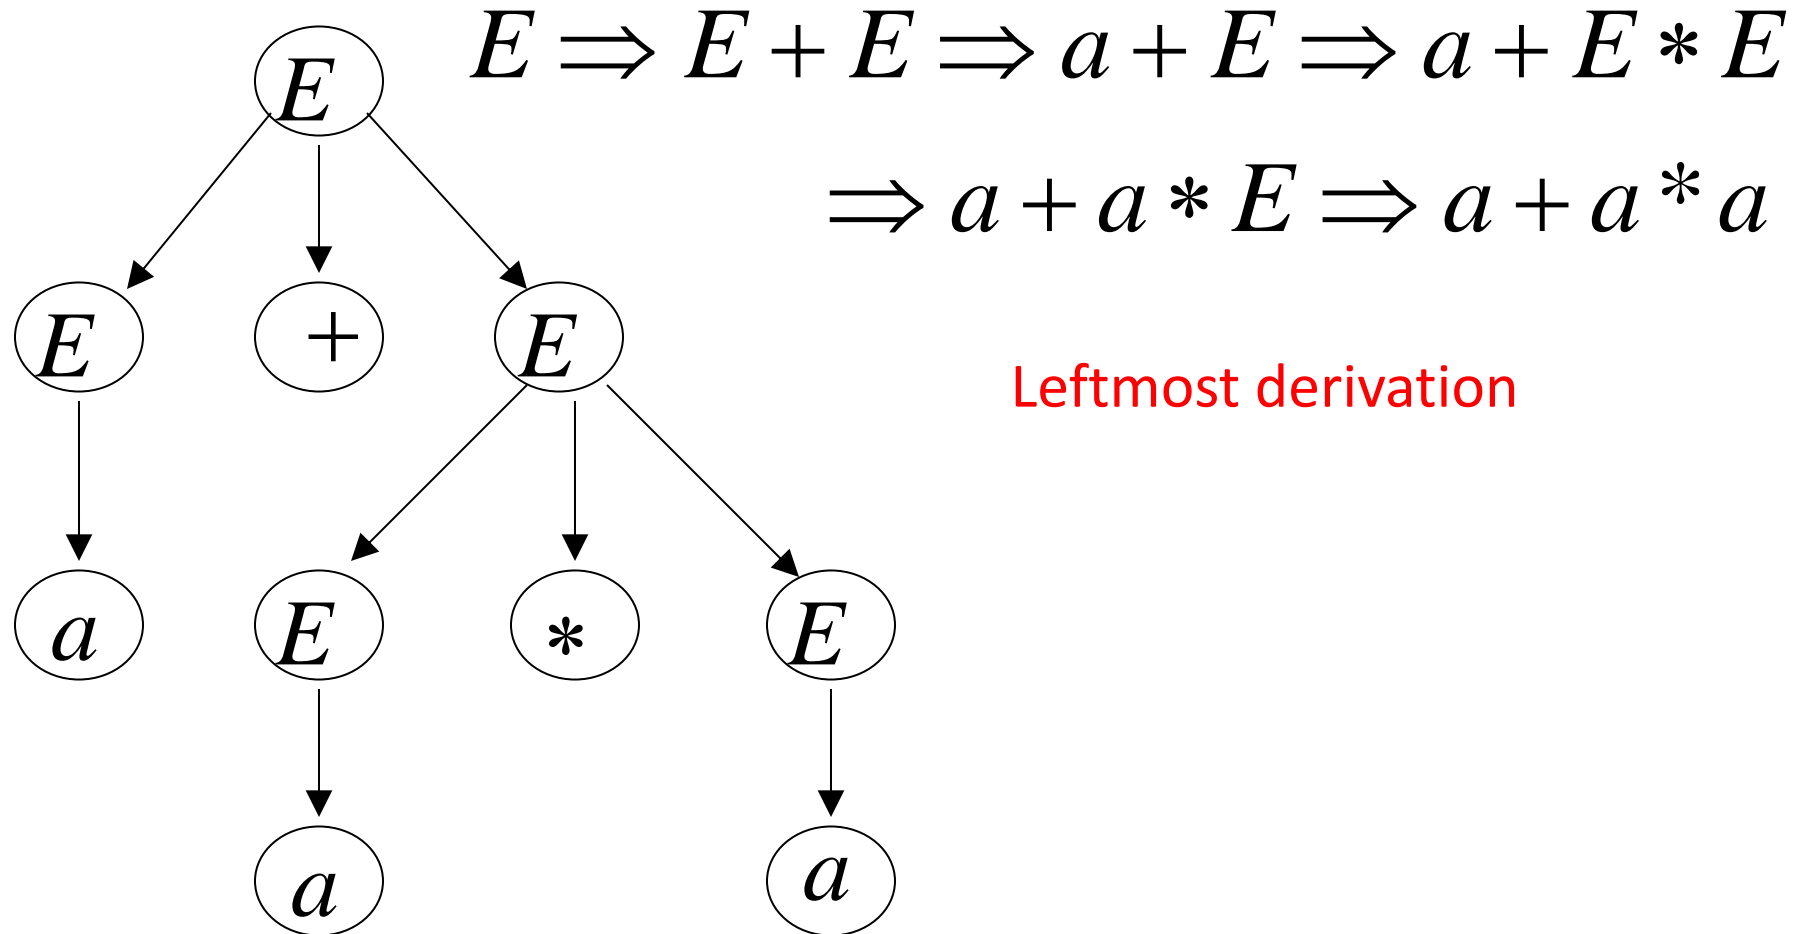 E ⇒ E + E ⇒ a + E ⇒ a + E * E
⇒ a + a * E ⇒ a + a * a
Leftmost derivation
E
E + E
a E * E
a a